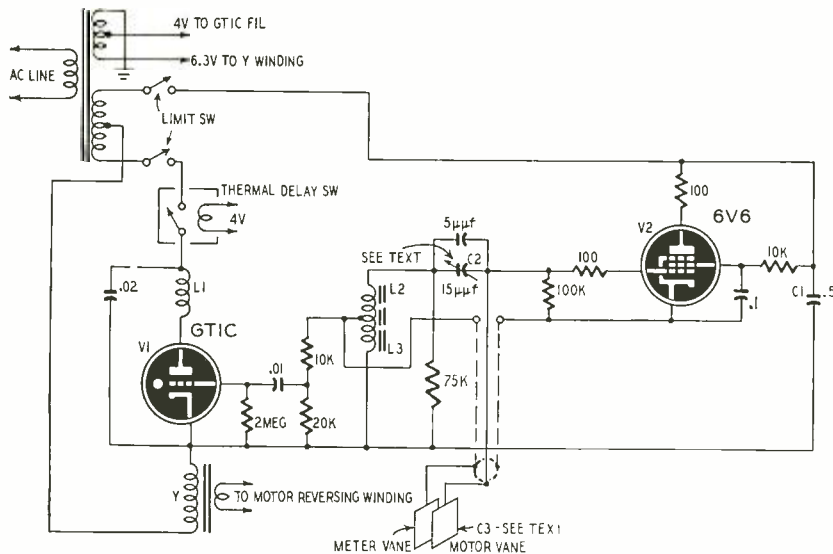 4V TO GTIC FIL
6.3V TO Y WINDING
AC LINE
LIMIT SW
THERMAL DELAY SW
4V
.02
L1
GTIC
V1
.01
2MEG
10K
20K
L2
L3
SEE TEXT
5µµf
C2
15µµf
75K
100
100K
V2
6V6
100
10K
.1
C1
.5
Y
TO MOTOR REVERSING WINDING
METER VANE
C3-SEE TEXT
MOTOR VANE